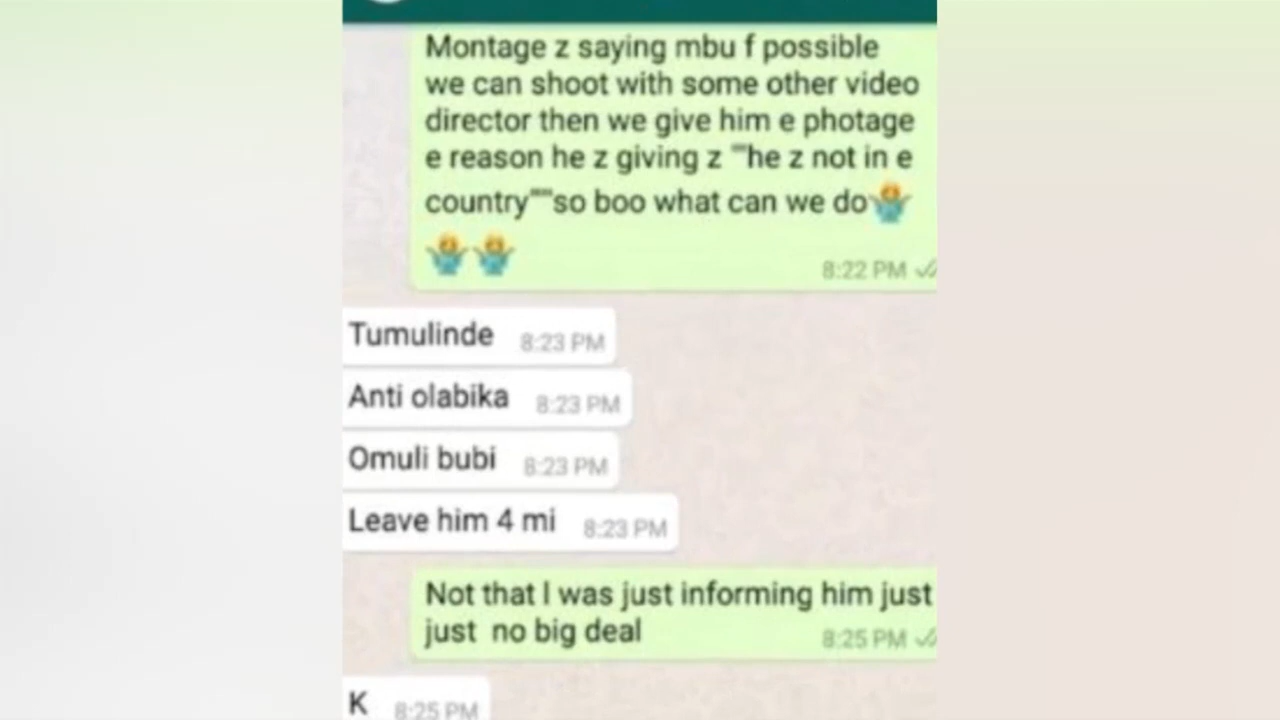 Montage z saying mbu f possible
we can shoot with some other video
director then we give him e photage
e reason he z giving z ""he z not in e
country""so boo what can we do🤷
🤷🤷
8:22 PM
Tumulinde 8:23 PM
Anti olabika 8:23 PM
Omuli bubi 8:23 PM
Leave him 4 mi 8:23 PM
Not that I was just informing him just
just no big deal 8:25 PM
K 8:25 PM